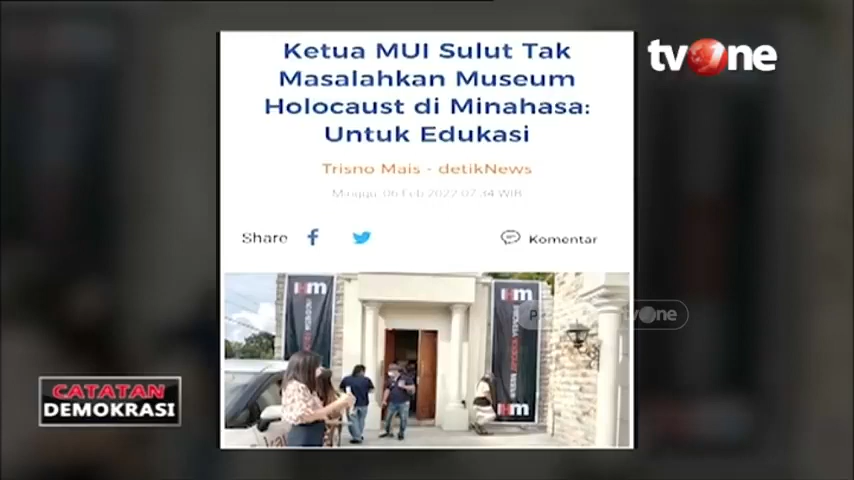 Ketua MUI Sulut Tak
Masalahkan Museum
Holocaust di Minahasa:
Untuk Edukasi
Trisno Mais - detikNews
Minggu, 06 Feb 2022 07:34 WIB
Share
Komentar
tvOne
tvOne
CATATAN
DEMOKRASI